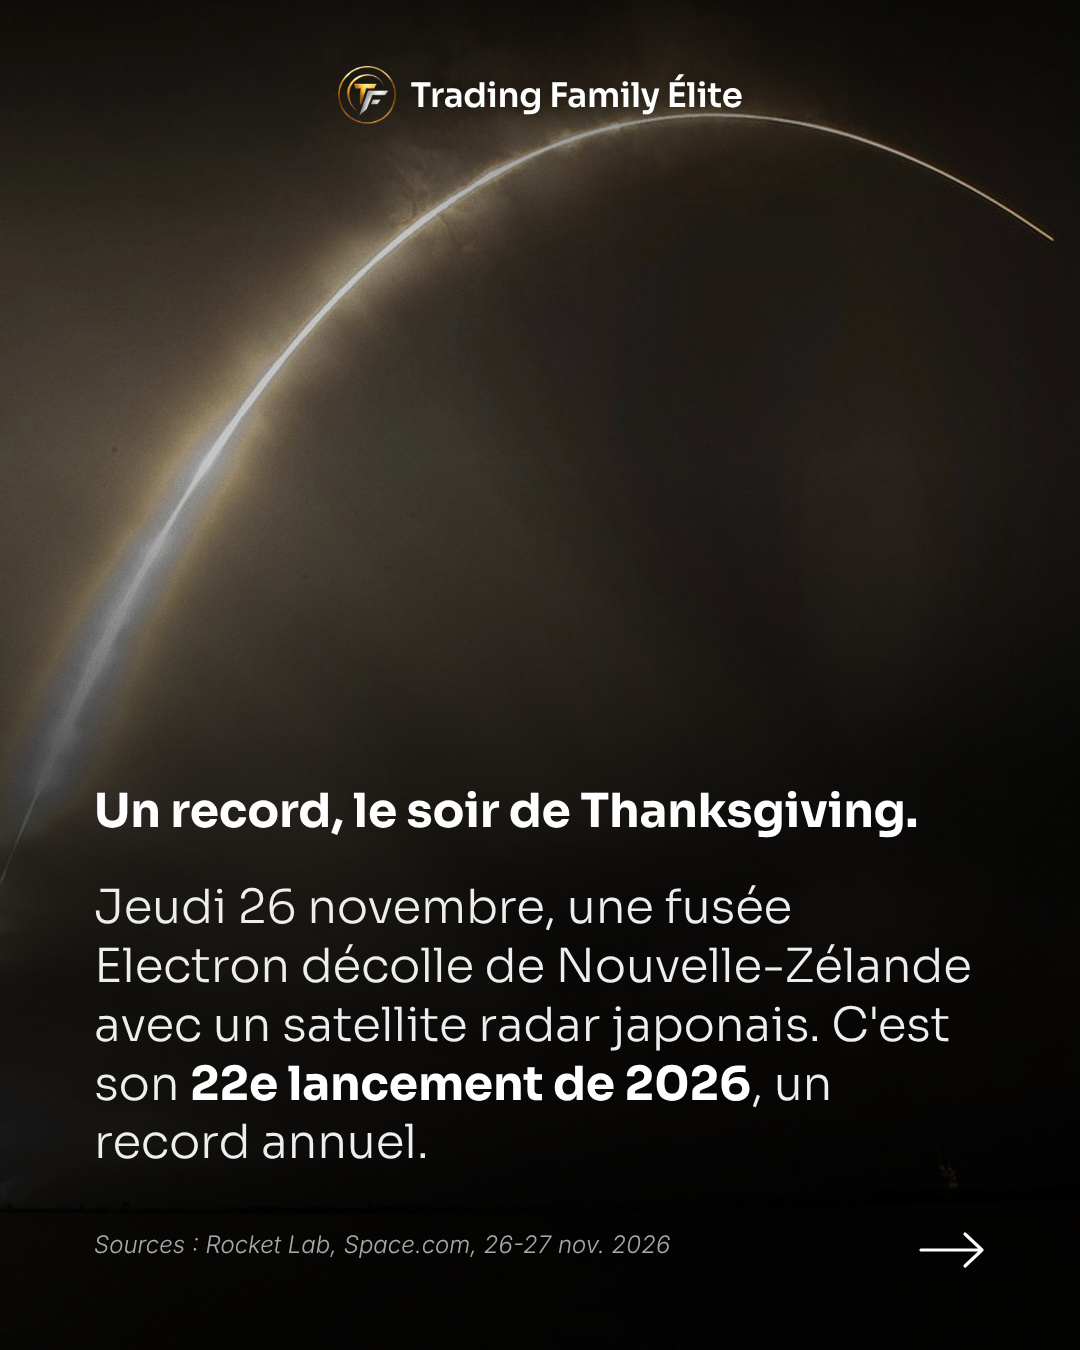 TF
Trading Family Élite
Un record, le soir de Thanksgiving.
Jeudi 26 novembre, une fusée
Electron décolle de Nouvelle-Zélande
avec un satellite radar japonais. C'est
son 22e lancement de 2026, un
record annuel.
Sources : Rocket Lab, Space.com, 26-27 nov. 2026